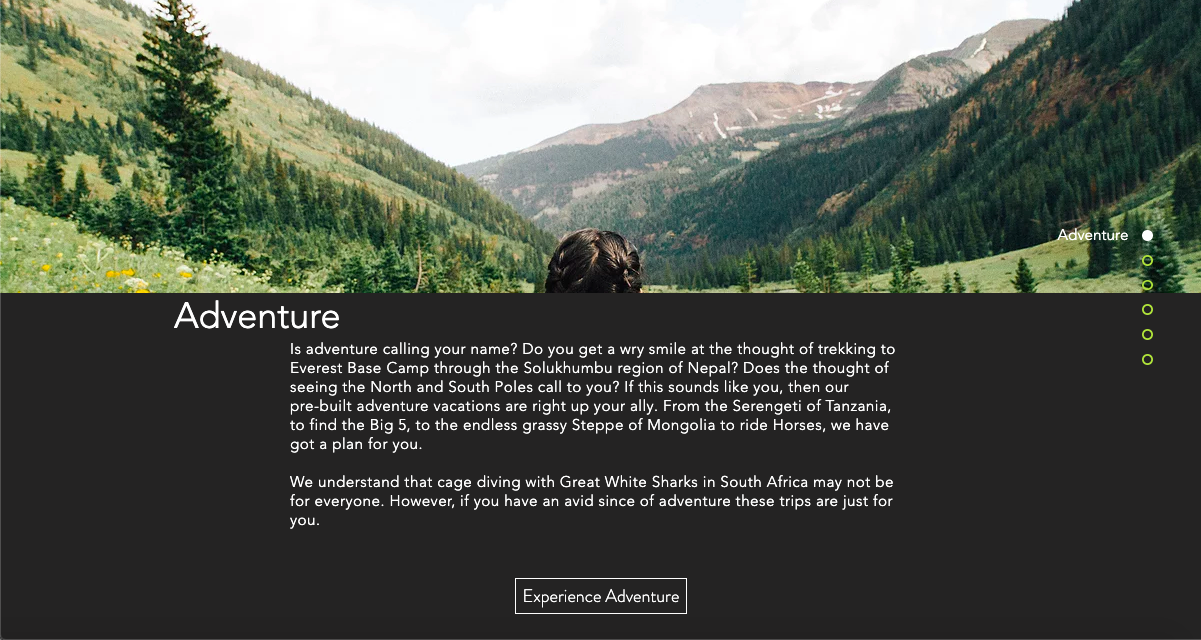 Adventure
Adventure
Is adventure calling your name? Do you get a wry smile at the thought of trekking to
Everest Base Camp through the Solukhumbu region of Nepal? Does the thought of
seeing the North and South Poles call to you? If this sounds like you, then our
pre-built adventure vacations are right up your ally. From the Serengeti of Tanzania,
to find the Big 5, to the endless grassy Steppe of Mongolia to ride Horses, we have
got a plan for you.
We understand that cage diving with Great White Sharks in South Africa may not be
for everyone. However, if you have an avid since of adventure these trips are just for
you.
Experience Adventure